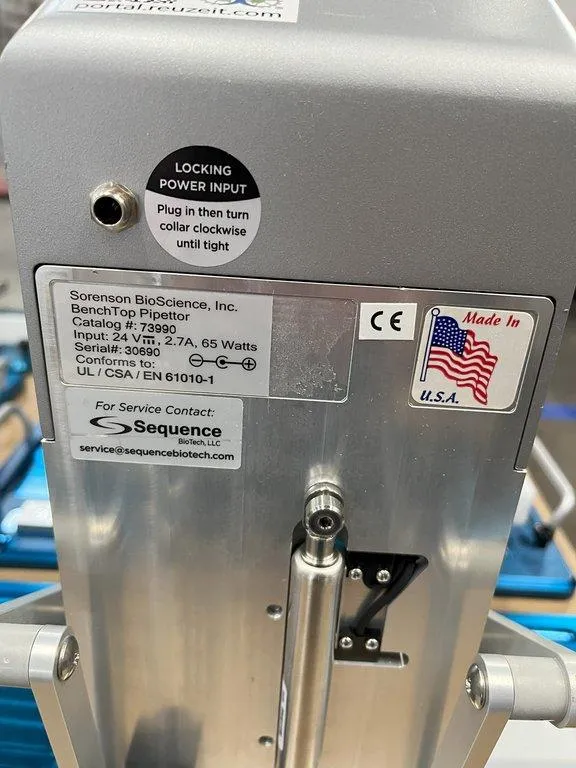 portal.reuzeit.com
LOCKING
POWER INPUT
Plug in then turn
collar clockwise
until tight
Sorenson BioScience, Inc.
BenchTop Pipettor
Catalog #: 73990
Input: 24 V⎓, 2.7A, 65 Watts
Serial#: 30690
Conforms to:
UL / CSA / EN 61010-1
CE
Made In
U.S.A.
For Service Contact:
Sequence
BioTech, LLC
service@sequencebiotech.com